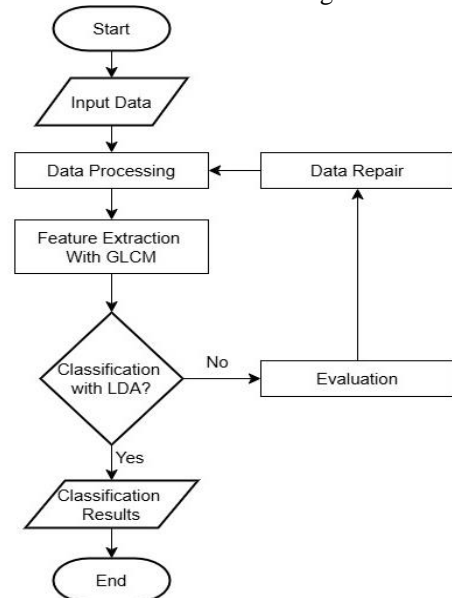 Start
Input Data
Data Processing
Data Repair
Feature Extraction
With GLCM
Classification
with LDA?
No
Evaluation
Yes
Classification
Results
End